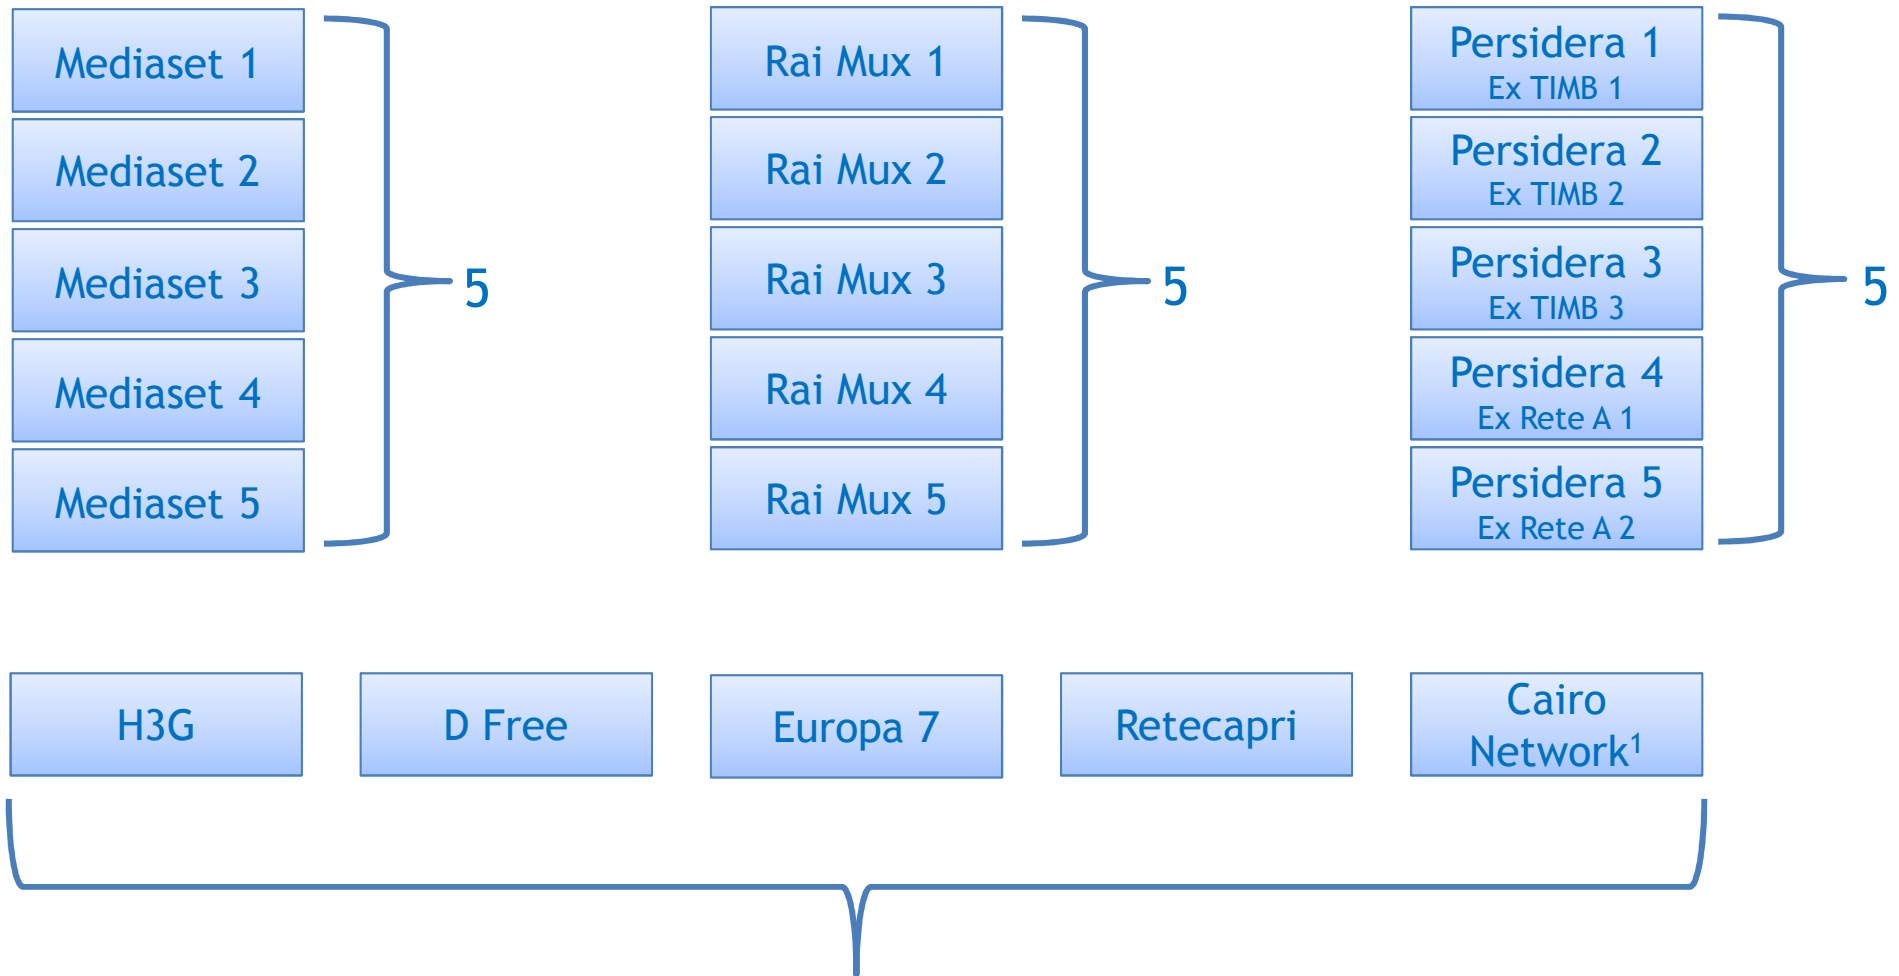 Mediaset 1
Mediaset 2
Mediaset 3
Mediaset 4
Mediaset 5
5
Rai Mux 1
Rai Mux 2
Rai Mux 3
Rai Mux 4
Rai Mux 5
5
Persidera 1
Ex TIMB 1
Persidera 2
Ex TIMB 2
Persidera 3
Ex TIMB 3
Persidera 4
Ex Rete A 1
Persidera 5
Ex Rete A 2
5
H3G
D Free
Europa 7
Retecapri
Cairo
Network¹